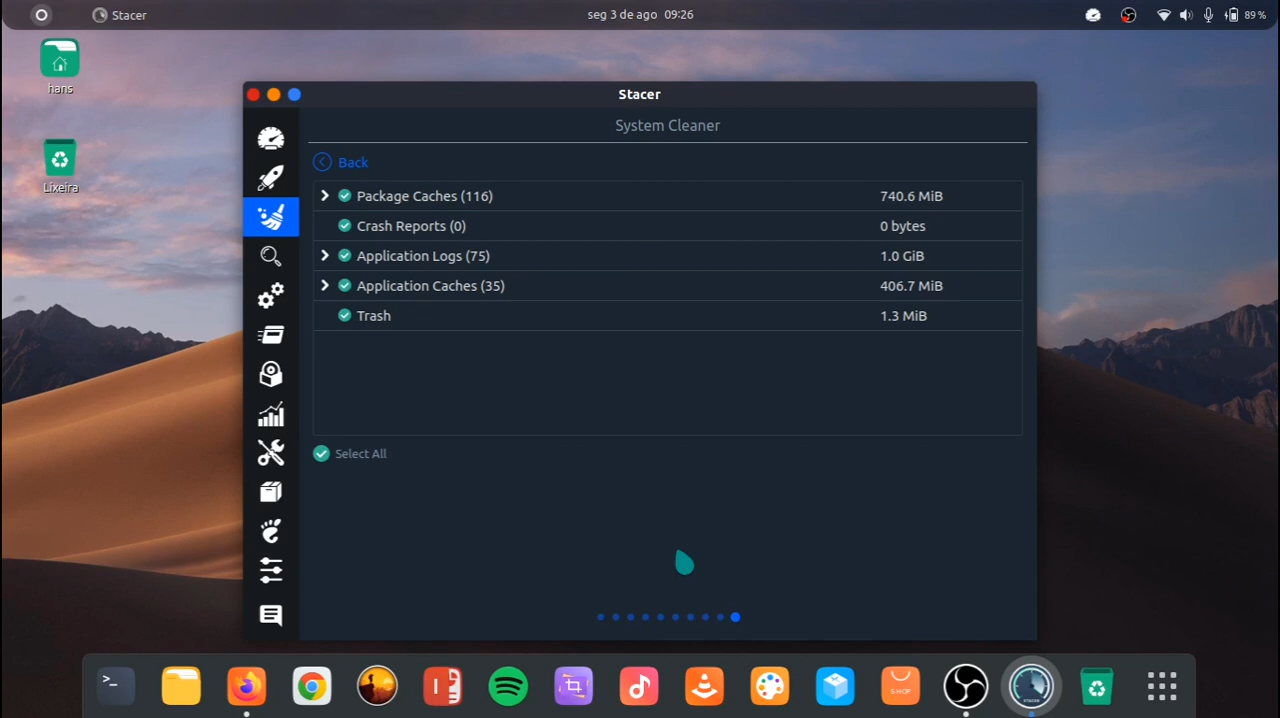 Stacer
seg 3 de ago 09:26
89 %
hans
Lixeira
Stacer
System Cleaner
Back
Package Caches (116) 740.6 MiB
Crash Reports (0) 0 bytes
Application Logs (75) 1.0 GiB
Application Caches (35) 406.7 MiB
Trash 1.3 MiB
Select All
>_
SHOP
STACER